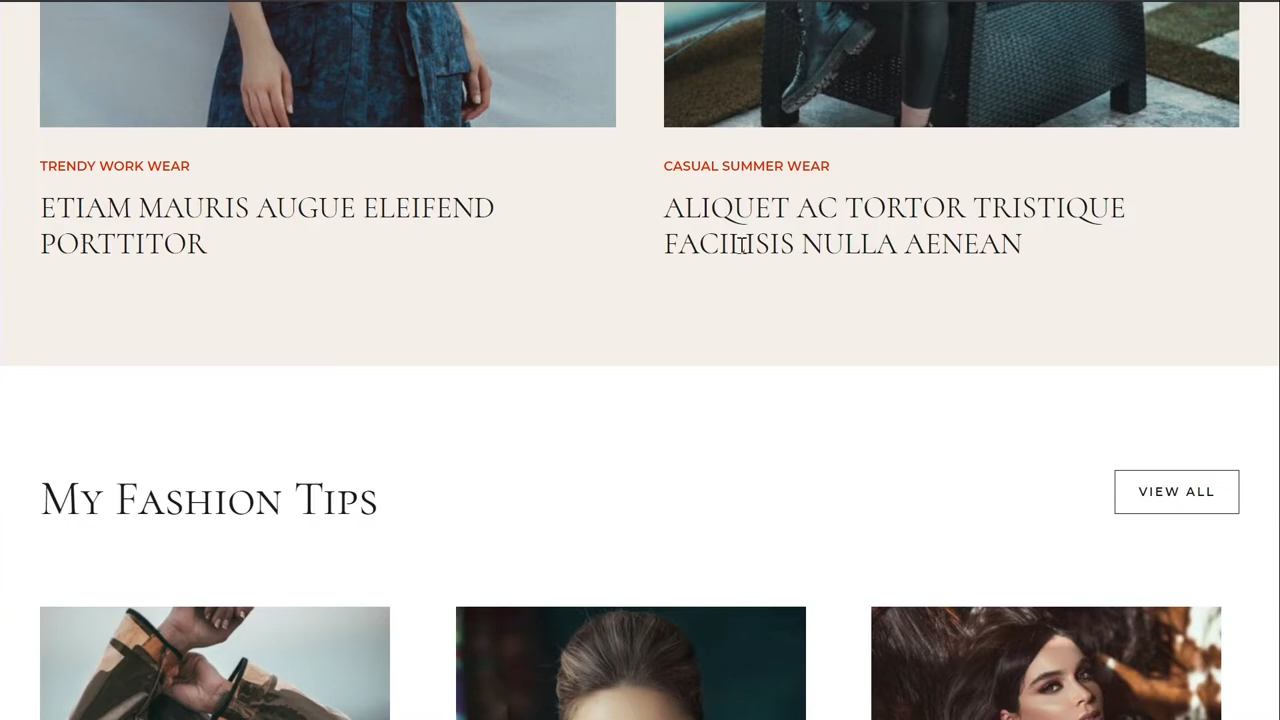 TRENDY WORK WEAR
ETIAM MAURIS AUGUE ELEIFEND
PORTTITOR
CASUAL SUMMER WEAR
ALIQUET AC TORTOR TRISTIQUE
FACILISIS NULLA AENEAN
My Fashion Tips
VIEW ALL